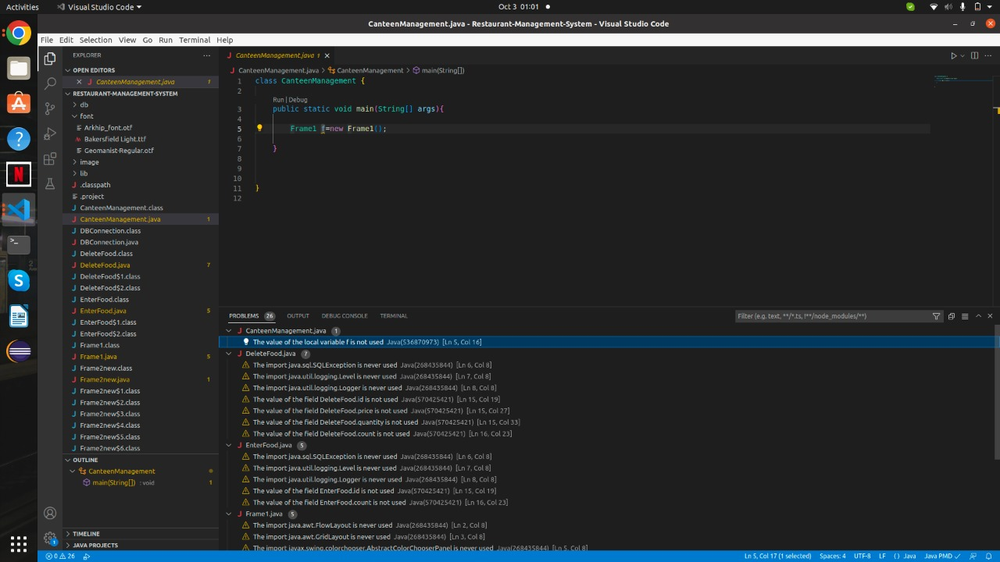 Activities
Visual Studio Code
Oct 3 01:01
CanteenManagement.java - Restaurant-Management-System - Visual Studio Code
File Edit Selection View Go Run Terminal Help
EXPLORER
OPEN EDITORS
CanteenManagement.java 1
RESTAURANT-MANAGEMENT-SYSTEM
db
font
Arkhip_font.otf
Bakersfield Light.ttf
Geomanist-Regular.otf
image
lib
.classpath
.project
CanteenManagement.class
CanteenManagement.java 1
DBConnection.class
DBConnection.java
DeleteFood.class
DeleteFood.java 7
DeleteFood$1.class
DeleteFood$2.class
EnterFood.class
EnterFood.java 5
EnterFood$1.class
EnterFood$2.class
Frame1.class
Frame1.java 5
Frame2new.class
Frame2new.java 1
Frame2new$1.class
Frame2new$2.class
Frame2new$3.class
Frame2new$4.class
Frame2new$5.class
Frame2new$6.class
OUTLINE
CanteenManagement
main(String[]) : void 1
TIMELINE
JAVA PROJECTS
CanteenManagement.java 1
CanteenManagement.java > CanteenManagement > main(String[])
1 class CanteenManagement {
2
Run | Debug
3 public static void main(String[] args){
4
5 Frame1 f=new Frame1();
6
7 }
8
9
10
11 }
12
PROBLEMS 26 OUTPUT DEBUG CONSOLE TERMINAL
Filter (e.g. text, **/*.ts, !**/node_modules/**)
CanteenManagement.java 1
The value of the local variable f is not used Java(536870973) [Ln 5, Col 16]
DeleteFood.java 7
The import java.sql.SQLException is never used Java(268435844) [Ln 6, Col 8]
The import java.util.logging.Level is never used Java(268435844) [Ln 7, Col 8]
The import java.util.logging.Logger is never used Java(268435844) [Ln 8, Col 8]
The value of the field DeleteFood.id is not used Java(570425421) [Ln 15, Col 19]
The value of the field DeleteFood.price is not used Java(570425421) [Ln 15, Col 27]
The value of the field DeleteFood.quantity is not used Java(570425421) [Ln 15, Col 33]
The value of the field DeleteFood.count is not used Java(570425421) [Ln 16, Col 23]
EnterFood.java 5
The import java.sql.SQLException is never used Java(268435844) [Ln 6, Col 8]
The import java.util.logging.Level is never used Java(268435844) [Ln 7, Col 8]
The import java.util.logging.Logger is never used Java(268435844) [Ln 8, Col 8]
The value of the field EnterFood.id is not used Java(570425421) [Ln 15, Col 19]
The value of the field EnterFood.count is not used Java(570425421) [Ln 16, Col 23]
Frame1.java 5
The import java.awt.FlowLayout is never used Java(268435844) [Ln 2, Col 8]
The import java.awt.GridLayout is never used Java(268435844) [Ln 3, Col 8]
The import javax.swing.colorchooser.AbstractColorChooserPanel is never used Java(268435844) [Ln 5, Col 8]
0 26
Ln 5, Col 17 (1 selected) Spaces: 4 UTF-8 LF { } Java Java PMD